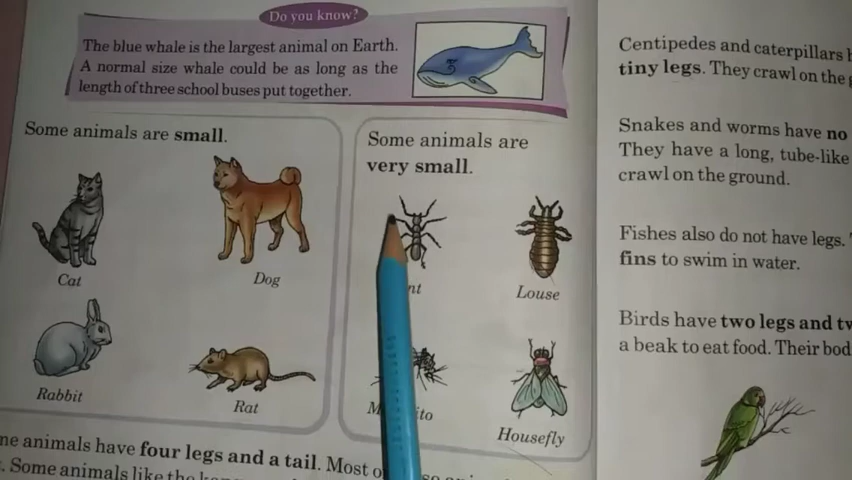 Do you know?
The blue whale is the largest animal on Earth.
A normal size whale could be as long as the
length of three school buses put together.
Some animals are small.
Cat
Dog
Rabbit
Rat
Some animals are
very small.
Louse
Housefly
animals have four legs and a tail. Most
Some animals like the
Centipedes and caterpillars
tiny legs. They crawl on the
Snakes and worms have no
They have a long, tube-like
crawl on the ground.
Fishes also do not have legs.
fins to swim in water.
Birds have two legs and
a beak to eat food. Their